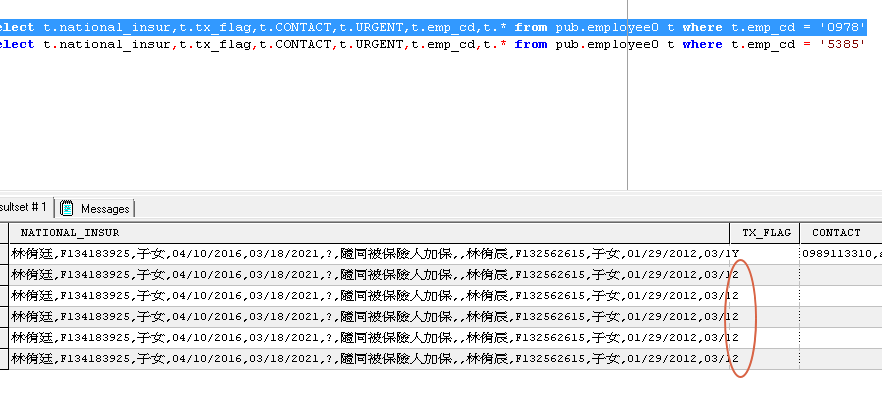 elect t.national_insur,t.tx_flag,t.CONTACT,t.URGENT,t.emp_cd,t.* from pub.employee0 t where t.emp_cd = '0978'
elect t.national_insur,t.tx_flag,t.CONTACT,t.URGENT,t.emp_cd,t.* from pub.employee0 t where t.emp_cd = '5385'
sultset # 1 Messages
NATIONAL_INSUR TX_FLAG CONTACT
林侑廷,F134183925,子女,04/10/2016,03/18/2021,?,隨同被保險人加保,,林侑宸,F132562615,子女,01/29/2012,03/1Y 0989113310,
林侑廷,F134183925,子女,04/10/2016,03/18/2021,?,隨同被保險人加保,,林侑宸,F132562615,子女,01/29/2012,03/12
林侑廷,F134183925,子女,04/10/2016,03/18/2021,?,隨同被保險人加保,,林侑宸,F132562615,子女,01/29/2012,03/12
林侑廷,F134183925,子女,04/10/2016,03/18/2021,?,隨同被保險人加保,,林侑宸,F132562615,子女,01/29/2012,03/12
林侑廷,F134183925,子女,04/10/2016,03/18/2021,?,隨同被保險人加保,,林侑宸,F132562615,子女,01/29/2012,03/12
林侑廷,F134183925,子女,04/10/2016,03/18/2021,?,隨同被保險人加保,,林侑宸,F132562615,子女,01/29/2012,03/12